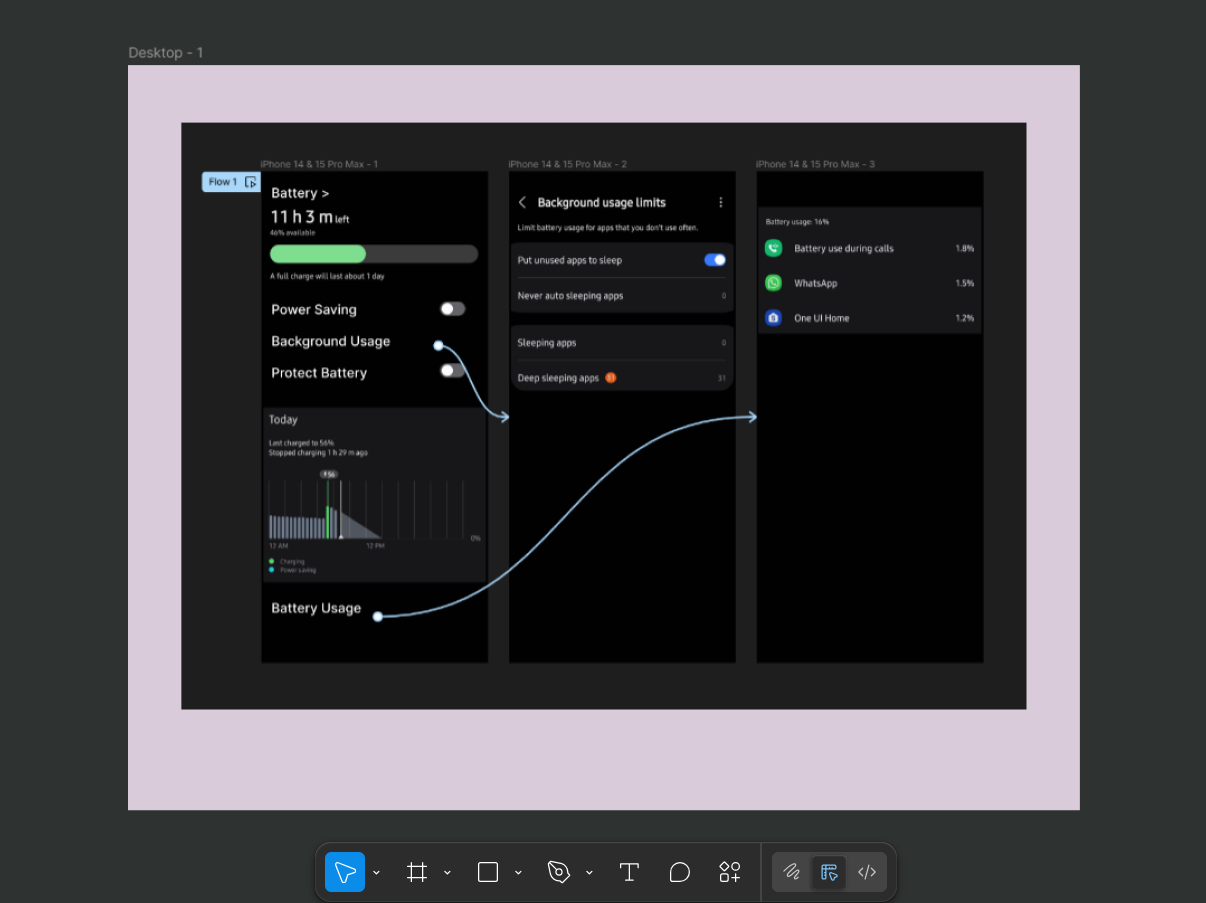 Desktop - 1
iPhone 14 & 15 Pro Max - 1
iPhone 14 & 15 Pro Max - 2
iPhone 14 & 15 Pro Max - 3
Flow 1
Battery >
11 h 3 m left
46% available
A full charge will last about 1 day
Power Saving
Background Usage
Protect Battery
Today
Last charged to 56%
Stopped charging 1 h 29 m ago
56
0%
12 AM
12 PM
Charging
Power saving
Battery Usage
Background usage limits
Limit battery usage for apps that you don't use often.
Put unused apps to sleep
Never auto sleeping apps
0
Sleeping apps
0
Deep sleeping apps
31
Battery usage: 16%
Battery use during calls
1.8%
WhatsApp
1.5%
One UI Home
1.2%
T